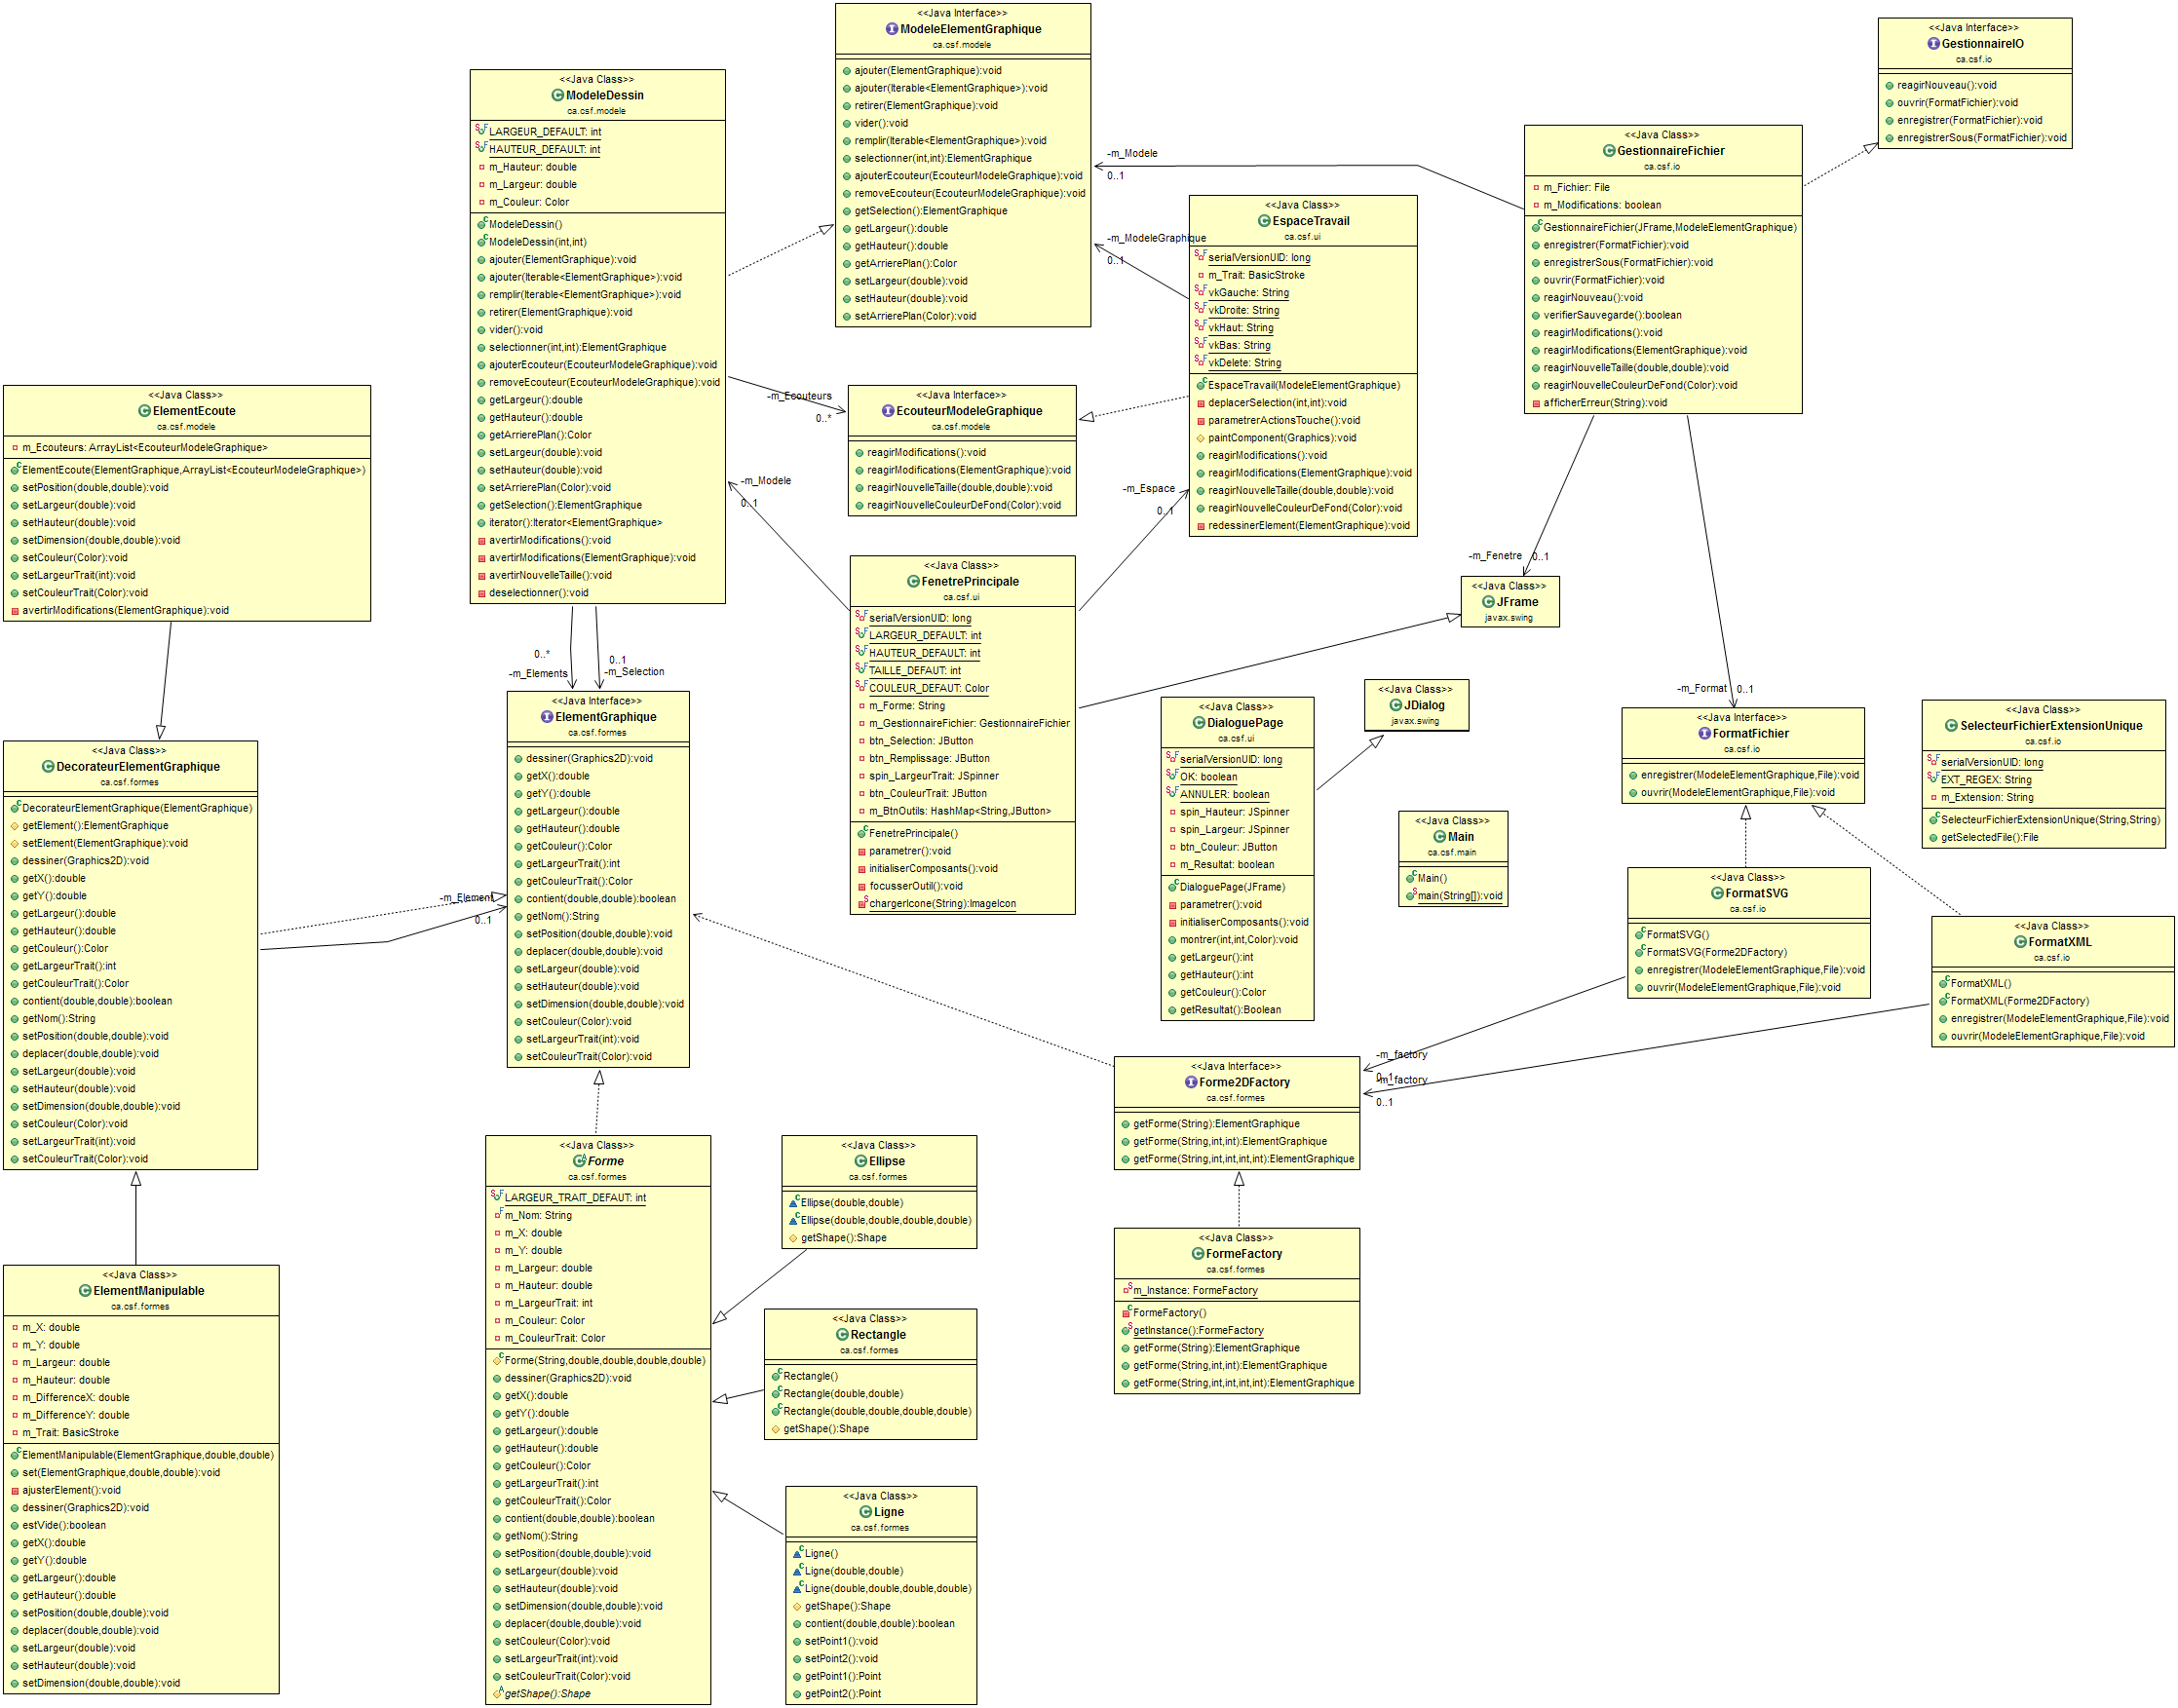 <<Java Interface>>
ModeleElementGraphique
ca.csf.modele
ajouter(ElementGraphique):void
ajouter(Iterable<ElementGraphique>):void
retirer(ElementGraphique):void
vider():void
remplir(Iterable<ElementGraphique>):void
selectionner(int,int):ElementGraphique
ajouterEcouteur(EcouteurModeleGraphique):void
removeEcouteur(EcouteurModeleGraphique):void
getSelection():ElementGraphique
getLargeur():double
getHauteur():double
getArrierePlan():Color
setLargeur(double):void
setHauteur(double):void
setArrierePlan(Color):void
<<Java Interface>>
GestionnaireIO
ca.csf.io
reagirNouveau():void
ouvrir(FormatFichier):void
enregistrer(FormatFichier):void
enregistrerSous(FormatFichier):void
<<Java Class>>
ModeleDessin
ca.csf.modele
LARGEUR_DEFAULT: int
HAUTEUR_DEFAULT: int
m_Hauteur: double
m_Largeur: double
m_Couleur: Color
ModeleDessin()
ModeleDessin(int,int)
ajouter(ElementGraphique):void
ajouter(Iterable<ElementGraphique>):void
remplir(Iterable<ElementGraphique>):void
retirer(ElementGraphique):void
vider():void
selectionner(int,int):ElementGraphique
ajouterEcouteur(EcouteurModeleGraphique):void
removeEcouteur(EcouteurModeleGraphique):void
getLargeur():double
getHauteur():double
getArrierePlan():Color
setLargeur(double):void
setHauteur(double):void
setArrierePlan(Color):void
getSelection():ElementGraphique
iterator():Iterator<ElementGraphique>
avertirModifications():void
avertirModifications(ElementGraphique):void
avertirNouvelleTaille():void
deselectionner():void
<<Java Class>>
GestionnaireFichier
ca.csf.io
m_Fichier: File
m_Modifications: boolean
GestionnaireFichier(JFrame,ModeleElementGraphique)
enregistrer(FormatFichier):void
enregistrerSous(FormatFichier):void
ouvrir(FormatFichier):void
reagirNouveau():void
verifierSauvegarde():boolean
reagirModifications():void
reagirModifications(ElementGraphique):void
reagirNouvelleTaille(double,double):void
reagirNouvelleCouleurDeFond(Color):void
afficherErreur(String):void
-m_Modele
0..1
<<Java Class>>
EspaceTravail
ca.csf.ui
serialVersionUID: long
m_Trait: BasicStroke
vkGauche: String
vkDroite: String
vkHaut: String
vkBas: String
vkDelete: String
EspaceTravail(ModeleElementGraphique)
deplacerSelection(int,int):void
parametrerActionsTouche():void
paintComponent(Graphics):void
reagirModifications():void
reagirModifications(ElementGraphique):void
reagirNouvelleTaille(double,double):void
reagirNouvelleCouleurDeFond(Color):void
redessinerElement(ElementGraphique):void
-m_ModeleGraphique
0..1
<<Java Class>>
ElementEcoute
ca.csf.modele
m_Ecouteurs: ArrayList<EcouteurModeleGraphique>
ElementEcoute(ElementGraphique,ArrayList<EcouteurModeleGraphique>)
setPosition(double,double):void
setLargeur(double):void
setHauteur(double):void
setDimension(double,double):void
setCouleur(Color):void
setLargeurTrait(int):void
setCouleurTrait(Color):void
avertirModifications(ElementGraphique):void
-m_Ecouteurs
0..*
<<Java Interface>>
EcouteurModeleGraphique
ca.csf.modele
reagirModifications():void
reagirModifications(ElementGraphique):void
reagirNouvelleTaille(double,double):void
reagirNouvelleCouleurDeFond(Color):void
-m_Modele
0..1
-m_Espace
0..1
<<Java Class>>
FenetrePrincipale
ca.csf.ui
serialVersionUID: long
LARGEUR_DEFAULT: int
HAUTEUR_DEFAULT: int
TAILLE_DEFAUT: int
COULEUR_DEFAUT: Color
m_Forme: String
m_GestionnaireFichier: GestionnaireFichier
btn_Selection: JButton
btn_Remplissage: JButton
spin_LargeurTrait: JSpinner
btn_CouleurTrait: JButton
m_BtnOutils: HashMap<String,JButton>
FenetrePrincipale()
parametrer():void
initialiserComposants():void
focusserOutil():void
chargerIcone(String):ImageIcon
-m_Fenetre
0..1
<<Java Class>>
JFrame
javax.swing
0..*
-m_Elements
0..1
-m_Selection
<<Java Interface>>
ElementGraphique
ca.csf.formes
dessiner(Graphics2D):void
getX():double
getY():double
getLargeur():double
getHauteur():double
getCouleur():Color
getLargeurTrait():int
getCouleurTrait():Color
contient(double,double):boolean
getNom():String
setPosition(double,double):void
deplacer(double,double):void
setLargeur(double):void
setHauteur(double):void
setDimension(double,double):void
setCouleur(Color):void
setLargeurTrait(int):void
setCouleurTrait(Color):void
<<Java Class>>
JDialog
javax.swing
<<Java Class>>
DialoguePage
ca.csf.ui
serialVersionUID: long
OK: boolean
ANNULER: boolean
spin_Hauteur: JSpinner
spin_Largeur: JSpinner
btn_Couleur: JButton
m_Resultat: boolean
DialoguePage(JFrame)
parametrer():void
initialiserComposants():void
montrer(int,int,Color):void
getLargeur():int
getHauteur():int
getCouleur():Color
getResultat():Boolean
<<Java Class>>
Main
ca.csf.main
Main()
main(String[]):void
-m_Format
0..1
<<Java Interface>>
FormatFichier
ca.csf.io
enregistrer(ModeleElementGraphique,File):void
ouvrir(ModeleElementGraphique,File):void
<<Java Class>>
SelecteurFichierExtensionUnique
ca.csf.io
serialVersionUID: long
EXT_REGEX: String
m_Extension: String
SelecteurFichierExtensionUnique(String,String)
getSelectedFile():File
<<Java Class>>
DecorateurElementGraphique
ca.csf.formes
DecorateurElementGraphique(ElementGraphique)
getElement():ElementGraphique
setElement(ElementGraphique):void
dessiner(Graphics2D):void
getX():double
getY():double
getLargeur():double
getHauteur():double
getCouleur():Color
getLargeurTrait():int
getCouleurTrait():Color
contient(double,double):boolean
getNom():String
setPosition(double,double):void
deplacer(double,double):void
setLargeur(double):void
setHauteur(double):void
setDimension(double,double):void
setCouleur(Color):void
setLargeurTrait(int):void
setCouleurTrait(Color):void
-m_Element
0..1
<<Java Class>>
FormatSVG
ca.csf.io
FormatSVG()
FormatSVG(Forme2DFactory)
enregistrer(ModeleElementGraphique,File):void
ouvrir(ModeleElementGraphique,File):void
<<Java Class>>
FormatXML
ca.csf.io
FormatXML()
FormatXML(Forme2DFactory)
enregistrer(ModeleElementGraphique,File):void
ouvrir(ModeleElementGraphique,File):void
-m_factory
0..1
-m_factory
0..1
<<Java Interface>>
Forme2DFactory
ca.csf.formes
getForme(String):ElementGraphique
getForme(String,int,int):ElementGraphique
getForme(String,int,int,int,int):ElementGraphique
<<Java Class>>
FormeFactory
ca.csf.formes
m_Instance: FormeFactory
FormeFactory()
getInstance():FormeFactory
getForme(String):ElementGraphique
getForme(String,int,int):ElementGraphique
getForme(String,int,int,int,int):ElementGraphique
<<Java Class>>
Forme
ca.csf.formes
LARGEUR_TRAIT_DEFAUT: int
m_Nom: String
m_X: double
m_Y: double
m_Largeur: double
m_Hauteur: double
m_LargeurTrait: int
m_Couleur: Color
m_CouleurTrait: Color
Forme(String,double,double,double,double)
dessiner(Graphics2D):void
getX():double
getY():double
getLargeur():double
getHauteur():double
getCouleur():Color
getLargeurTrait():int
getCouleurTrait():Color
contient(double,double):boolean
getNom():String
setPosition(double,double):void
setLargeur(double):void
setHauteur(double):void
setDimension(double,double):void
deplacer(double,double):void
setCouleur(Color):void
setLargeurTrait(int):void
setCouleurTrait(Color):void
getShape():Shape
<<Java Class>>
Ellipse
ca.csf.formes
Ellipse(double,double)
Ellipse(double,double,double,double)
getShape():Shape
<<Java Class>>
Rectangle
ca.csf.formes
Rectangle()
Rectangle(double,double)
Rectangle(double,double,double,double)
getShape():Shape
<<Java Class>>
Ligne
ca.csf.formes
Ligne()
Ligne(double,double)
Ligne(double,double,double,double)
getShape():Shape
contient(double,double):boolean
setPoint1():void
setPoint2():void
getPoint1():Point
getPoint2():Point
<<Java Class>>
ElementManipulable
ca.csf.formes
m_X: double
m_Y: double
m_Largeur: double
m_Hauteur: double
m_DifferenceX: double
m_DifferenceY: double
m_Trait: BasicStroke
ElementManipulable(ElementGraphique,double,double)
set(ElementGraphique,double,double):void
ajusterElement():void
dessiner(Graphics2D):void
estVide():boolean
getX():double
getY():double
getLargeur():double
getHauteur():double
setPosition(double,double):void
deplacer(double,double):void
setLargeur(double):void
setHauteur(double):void
setDimension(double,double):void